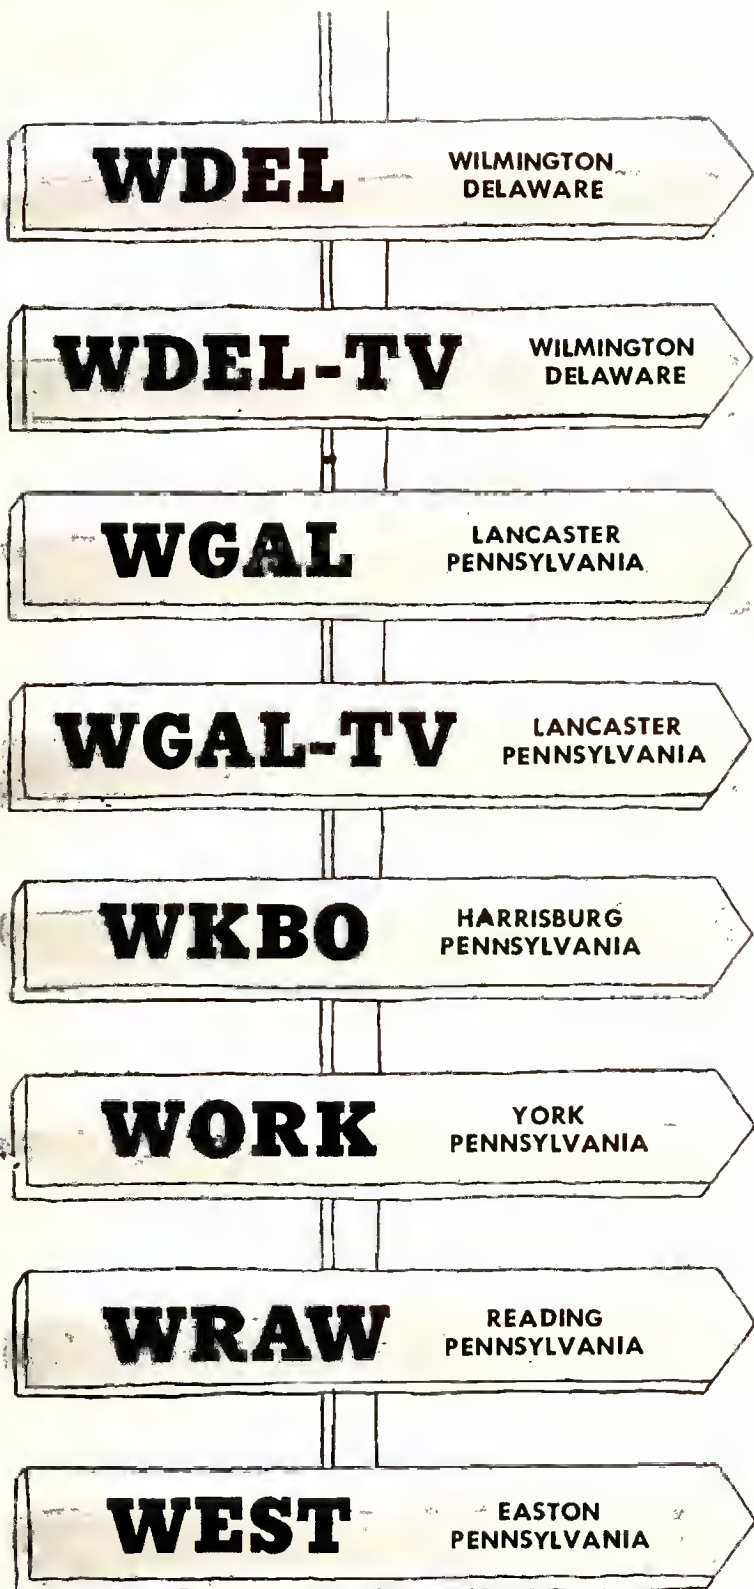 WDEL
WILMINGTON
DELAWARE
WDEL-TV
WILMINGTON
DELAWARE
WGAL
LANCASTER
PENNSYLVANIA
WGAL-TV
LANCASTER
PENNSYLVANIA
WKBO
HARRISBURG
PENNSYLVANIA
WORK
YORK
PENNSYLVANIA
WRAW
READING
PENNSYLVANIA
WEST
EASTON
PENNSYLVANIA